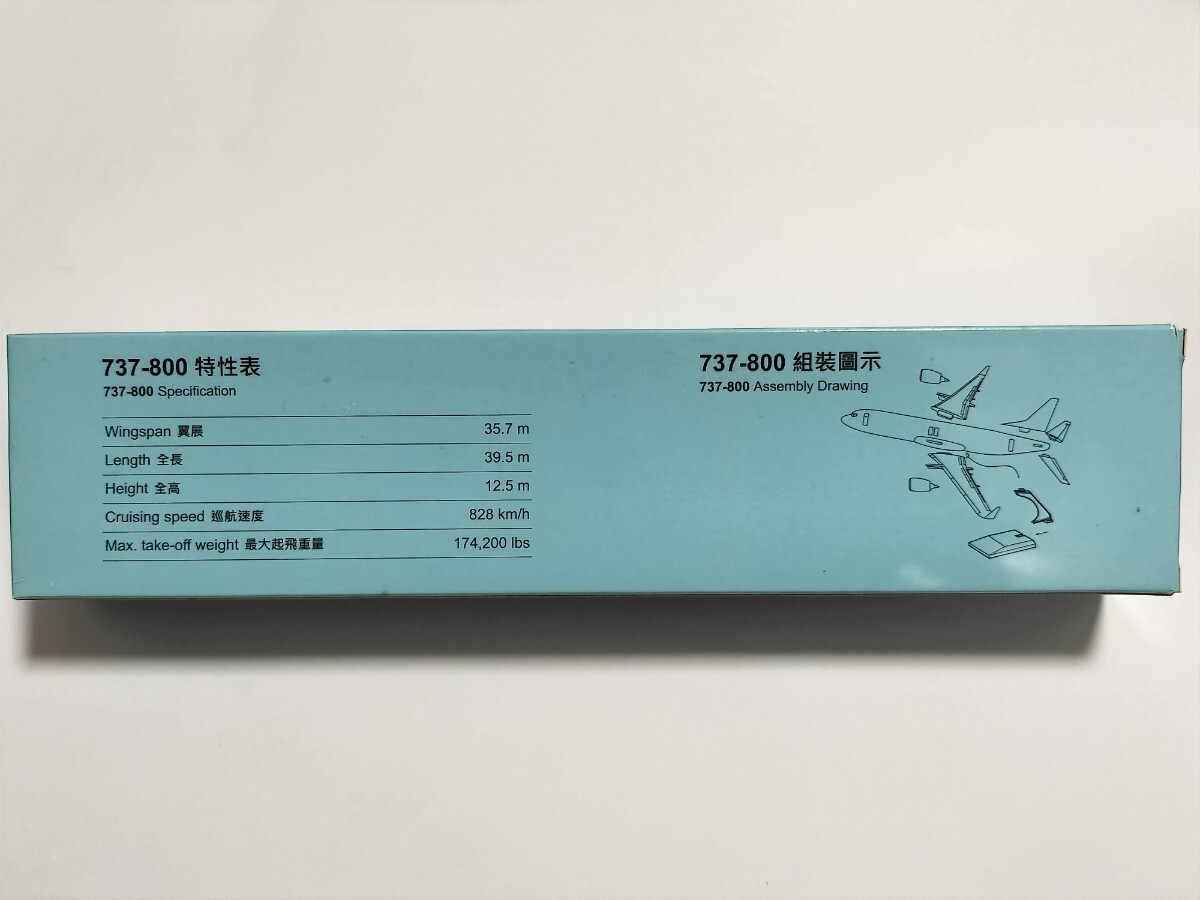 737-800 特性表
737-800 Specification
Wingspan 翼展 35.7 m
Length 全長 39.5 m
Height 全高 12.5 m
Cruising speed 巡航速度 828 km/h
Max. take-off weight 最大起飛重量 174,200 lbs
737-800 組裝圖示
737-800 Assembly Drawing